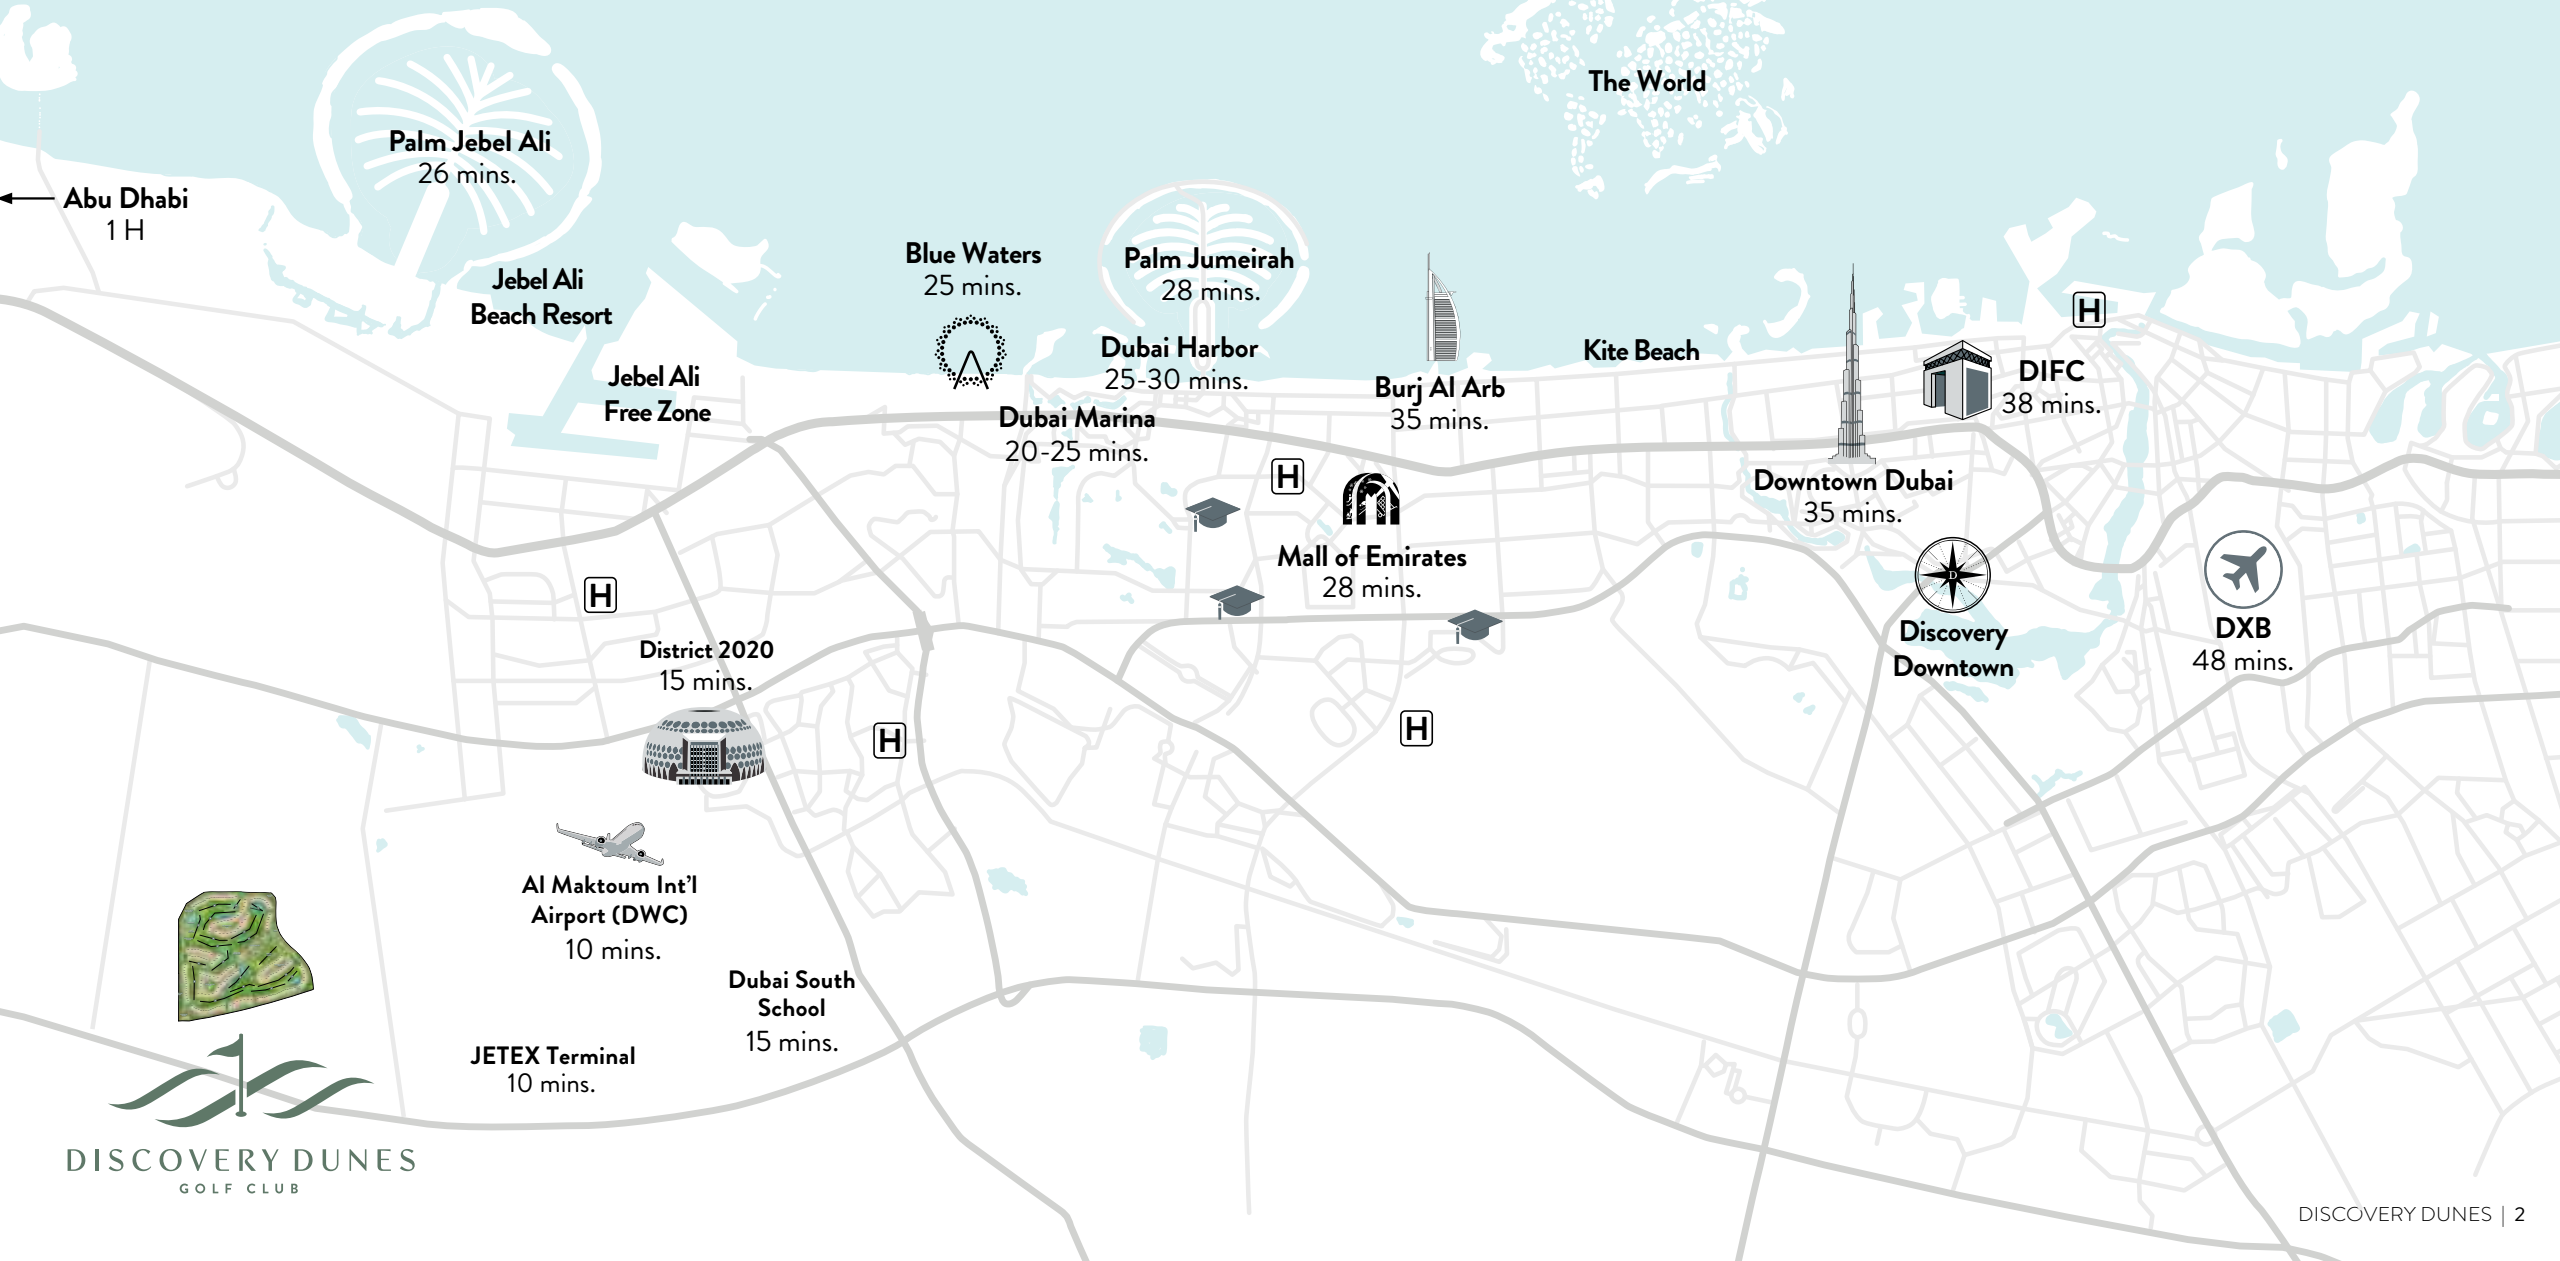 The World
Palm Jebel Ali
26 mins.
Abu Dhabi
1 H
Jebel Ali
Beach Resort
Jebel Ali
Free Zone
Blue Waters
25 mins.
Palm Jumeirah
28 mins.
Dubai Harbor
25-30 mins.
Dubai Marina
20-25 mins.
Burj Al Arb
35 mins.
Kite Beach
H
DIFC
38 mins.
H
Mall of Emirates
28 mins.
Downtown Dubai
35 mins.
D
Discovery
Downtown
DXB
48 mins.
H
District 2020
15 mins.
H
H
Al Maktoum Int'l
Airport (DWC)
10 mins.
Dubai South
School
15 mins.
JETEX Terminal
10 mins.
DISCOVERY DUNES
GOLF CLUB
DISCOVERY DUNES | 2